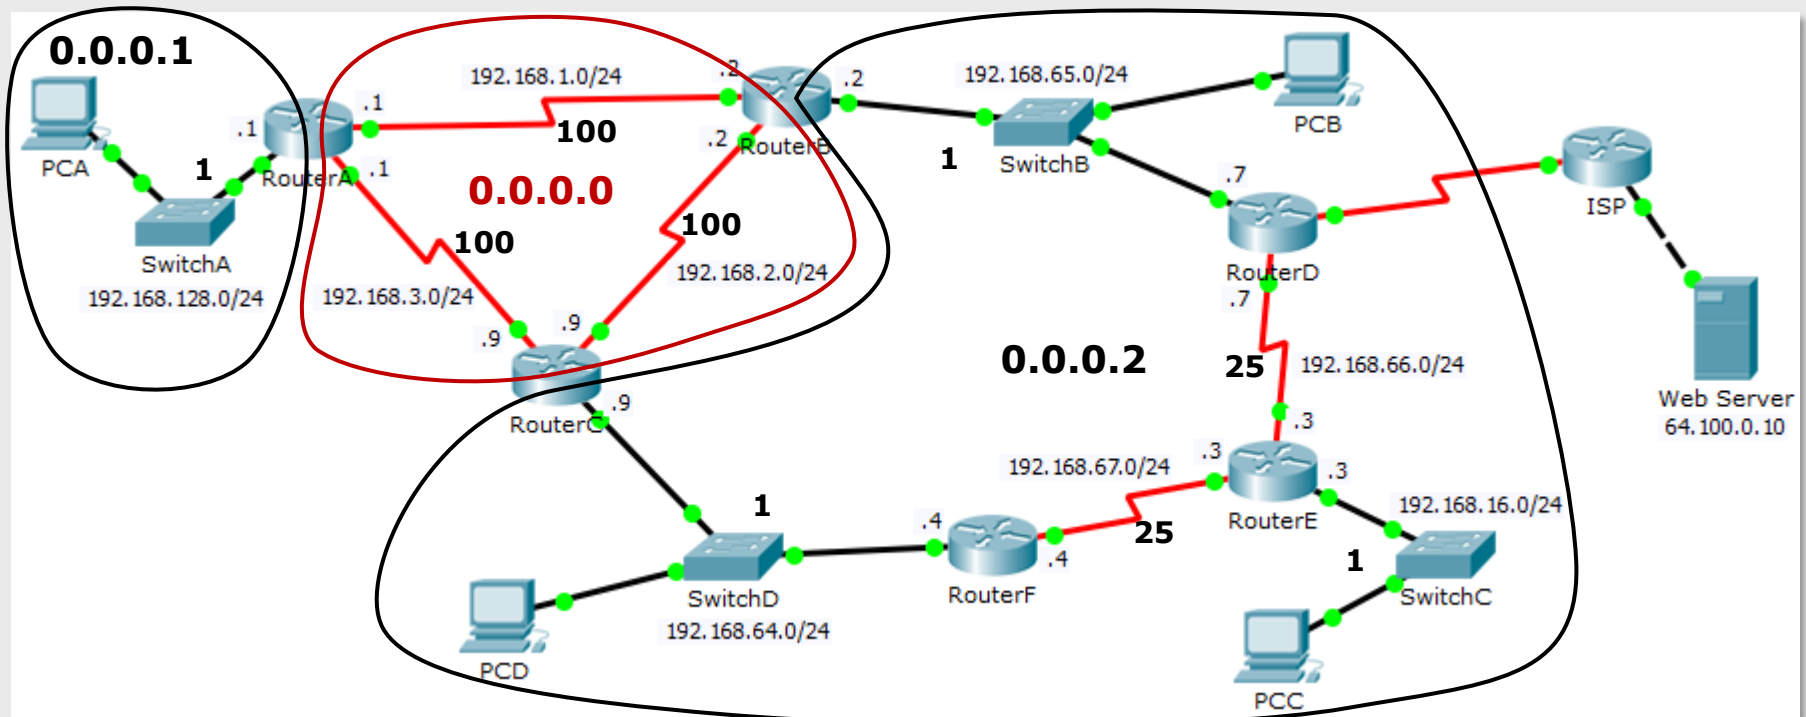 0.0.0.1
PCA
1
.1
RouterA
SwitchA
192.168.128.0/24
.1
.1
192.168.1.0/24
100
.2
.2
RouterB
.2
0.0.0.0
100
100
192.168.2.0/24
192.168.3.0/24
.9
.9
RouterC
.9
192.168.65.0/24
1
SwitchB
PCB
.7
RouterD
.7
ISP
Web Server
64.100.0.10
0.0.0.2
25
192.168.66.0/24
.3
.3
.3
RouterE
192.168.67.0/24
25
192.168.16.0/24
1
SwitchC
PCC
.4
.4
RouterF
1
SwitchD
192.168.64.0/24
PCD